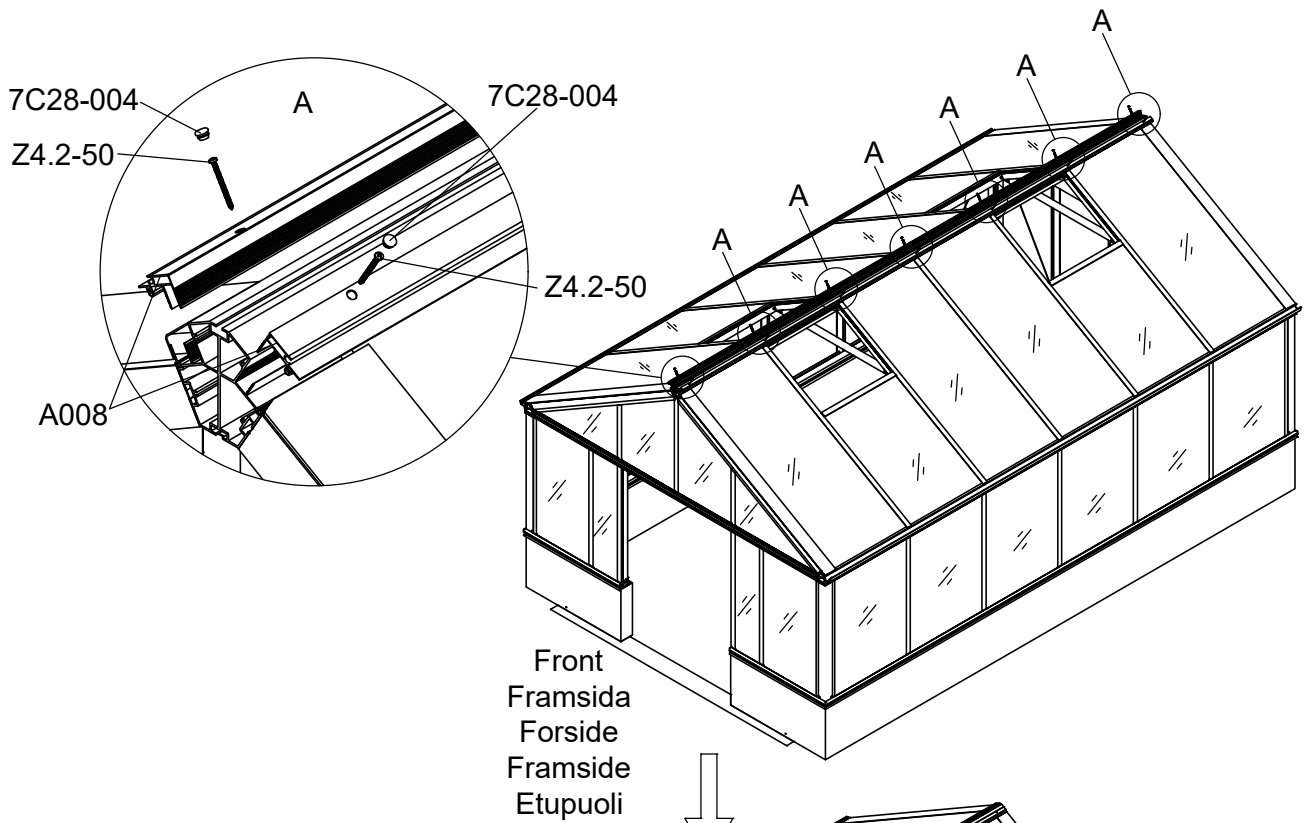 A
A
A
A
A
A
A
7C28-004
7C28-004
Z4.2-50
Z4.2-50
A008
Front
Framsida
Forside
Framside
Etupuoli